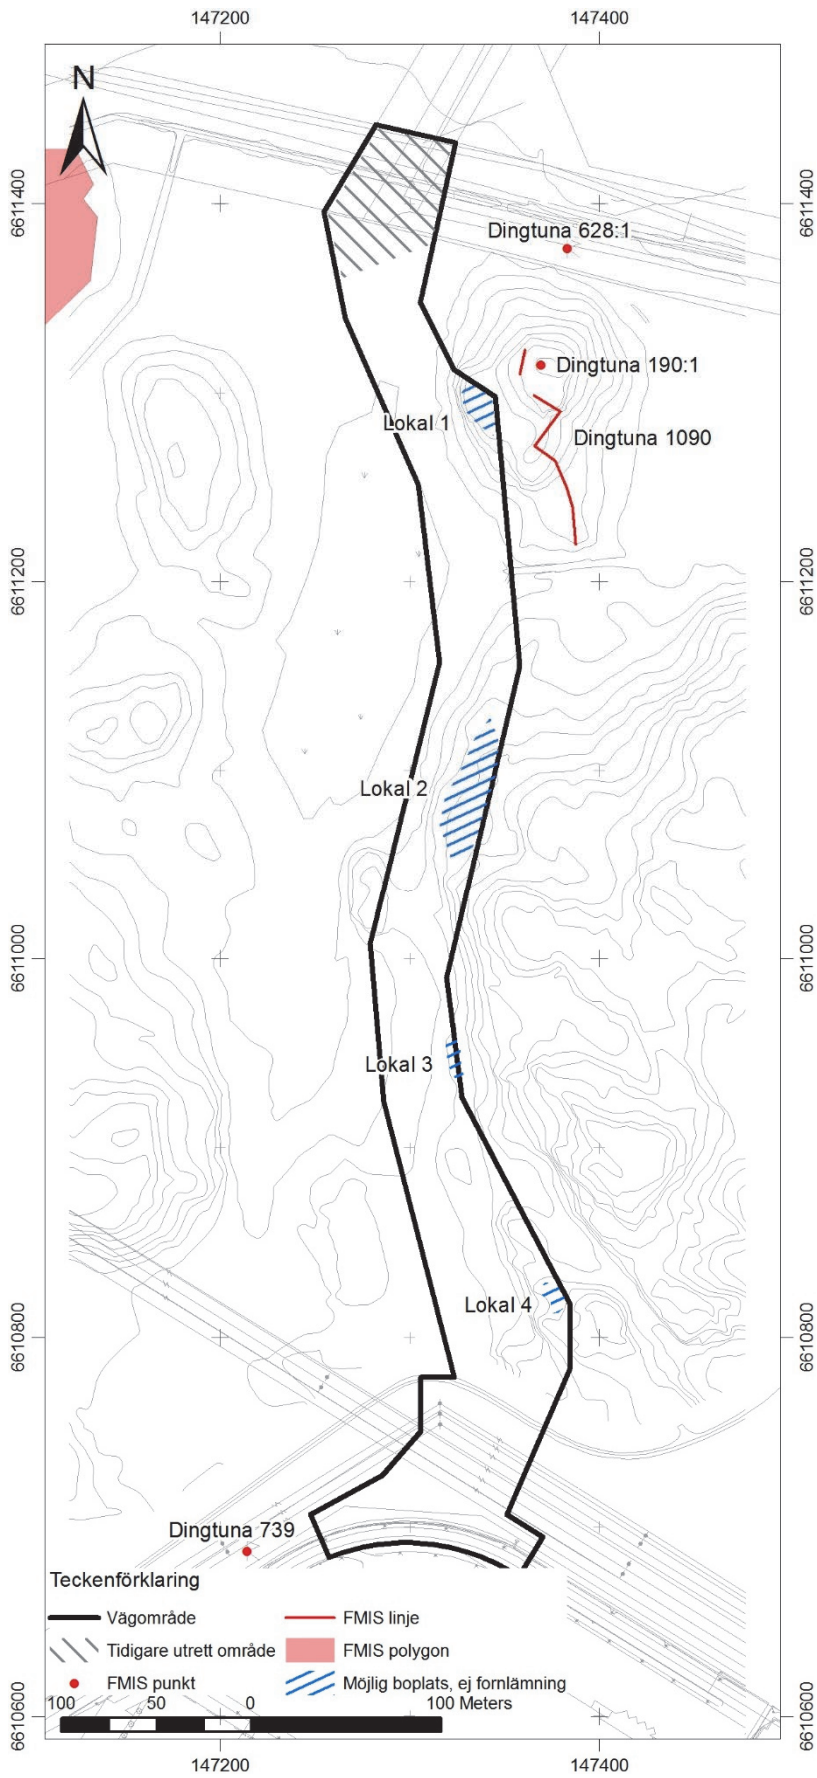 147200
147400
N
6611400
6611400
Dingtuna 628:1
Dingtuna 190:1
Lokal 1
Dingtuna 1090
6611200
6611200
Lokal 2
6611000
6611000
Lokal 3
Lokal 4
6610800
6610800
Dingtuna 739
Teckenförklaring
Vägområde
FMIS linje
Tidigare utrett område
FMIS polygon
FMIS punkt
Möjlig boplats, ej fornlämning
100
50
0
100 Meters
6610600
6610600
147200
147400